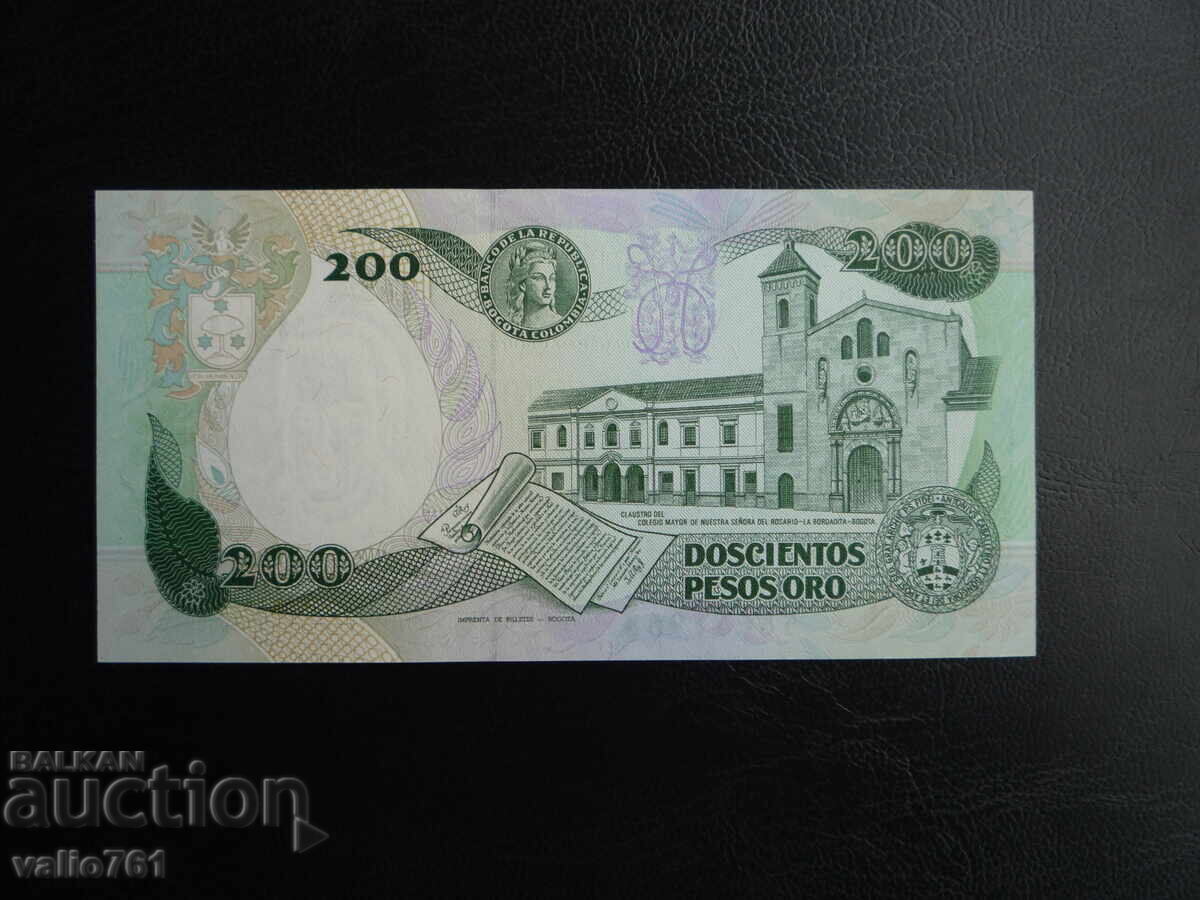 200
BANCO DE LA REPUBLICA
BOGOTA COLOMBIA
200
CLAUSTRO DEL
COLEGIO MAYOR DE NUESTRA SEÑORA DEL ROSARIO-LA BORDADITA-BOGOTA.
200
DOSCIENTOS
PESOS ORO
IMPRENTA DE BILLETES - BOGOTA
BALKAN
auction
valio761